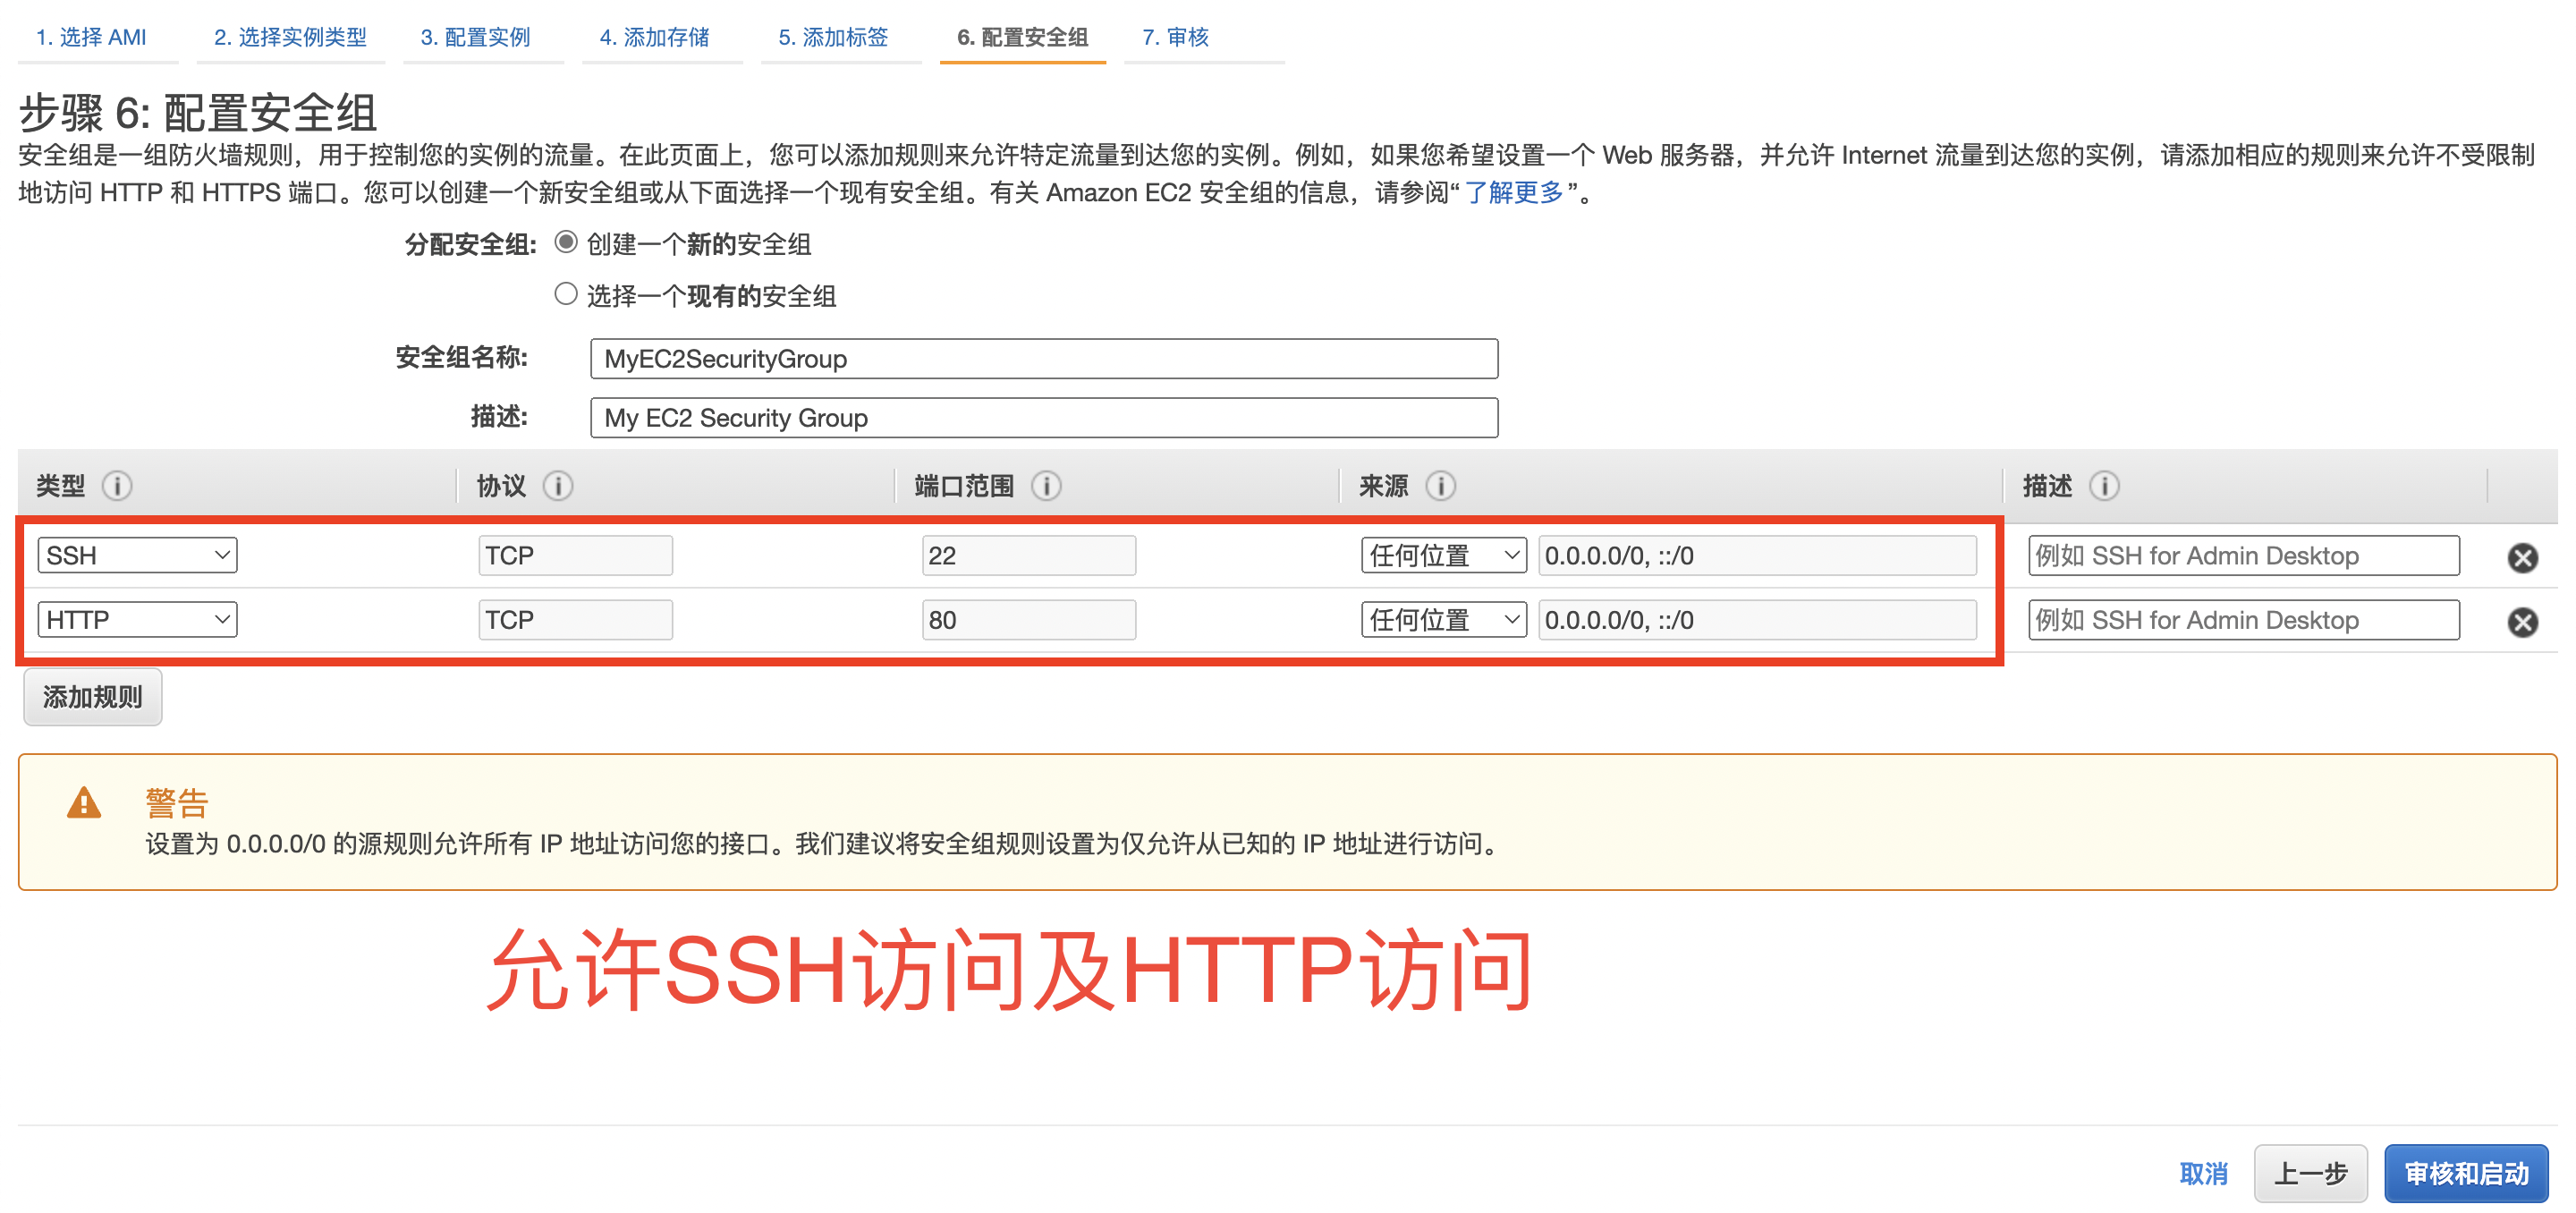 1. 选择 AMI 2. 选择实例类型 3. 配置实例 4. 添加存储 5. 添加标签 6. 配置安全组 7. 审核
步骤 6: 配置安全组
安全组是一组防火墙规则，用于控制您的实例的流量。在此页面上，您可以添加规则来允许特定流量到达您的实例。例如，如果您希望设置一个 Web 服务器，并允许 Internet 流量到达您的实例，请添加相应的规则来允许不受限制
地访问 HTTP 和 HTTPS 端口。您可以创建一个新安全组或从下面选择一个现有安全组。有关 Amazon EC2 安全组的信息，请参阅“了解更多”。
分配安全组: 创建一个新的安全组
选择一个现有的安全组
安全组名称: MyEC2SecurityGroup
描述: My EC2 Security Group
类型 i 协议 i 端口范围 i 来源 i 描述 i
SSH TCP 22 任何位置 0.0.0.0/0, ::/0 例如 SSH for Admin Desktop
HTTP TCP 80 任何位置 0.0.0.0/0, ::/0 例如 SSH for Admin Desktop
添加规则
警告
设置为 0.0.0.0/0 的源规则允许所有 IP 地址访问您的接口。我们建议将安全组规则设置为仅允许从已知的 IP 地址进行访问。
允许SSH访问及HTTP访问
取消 上一步 审核和启动